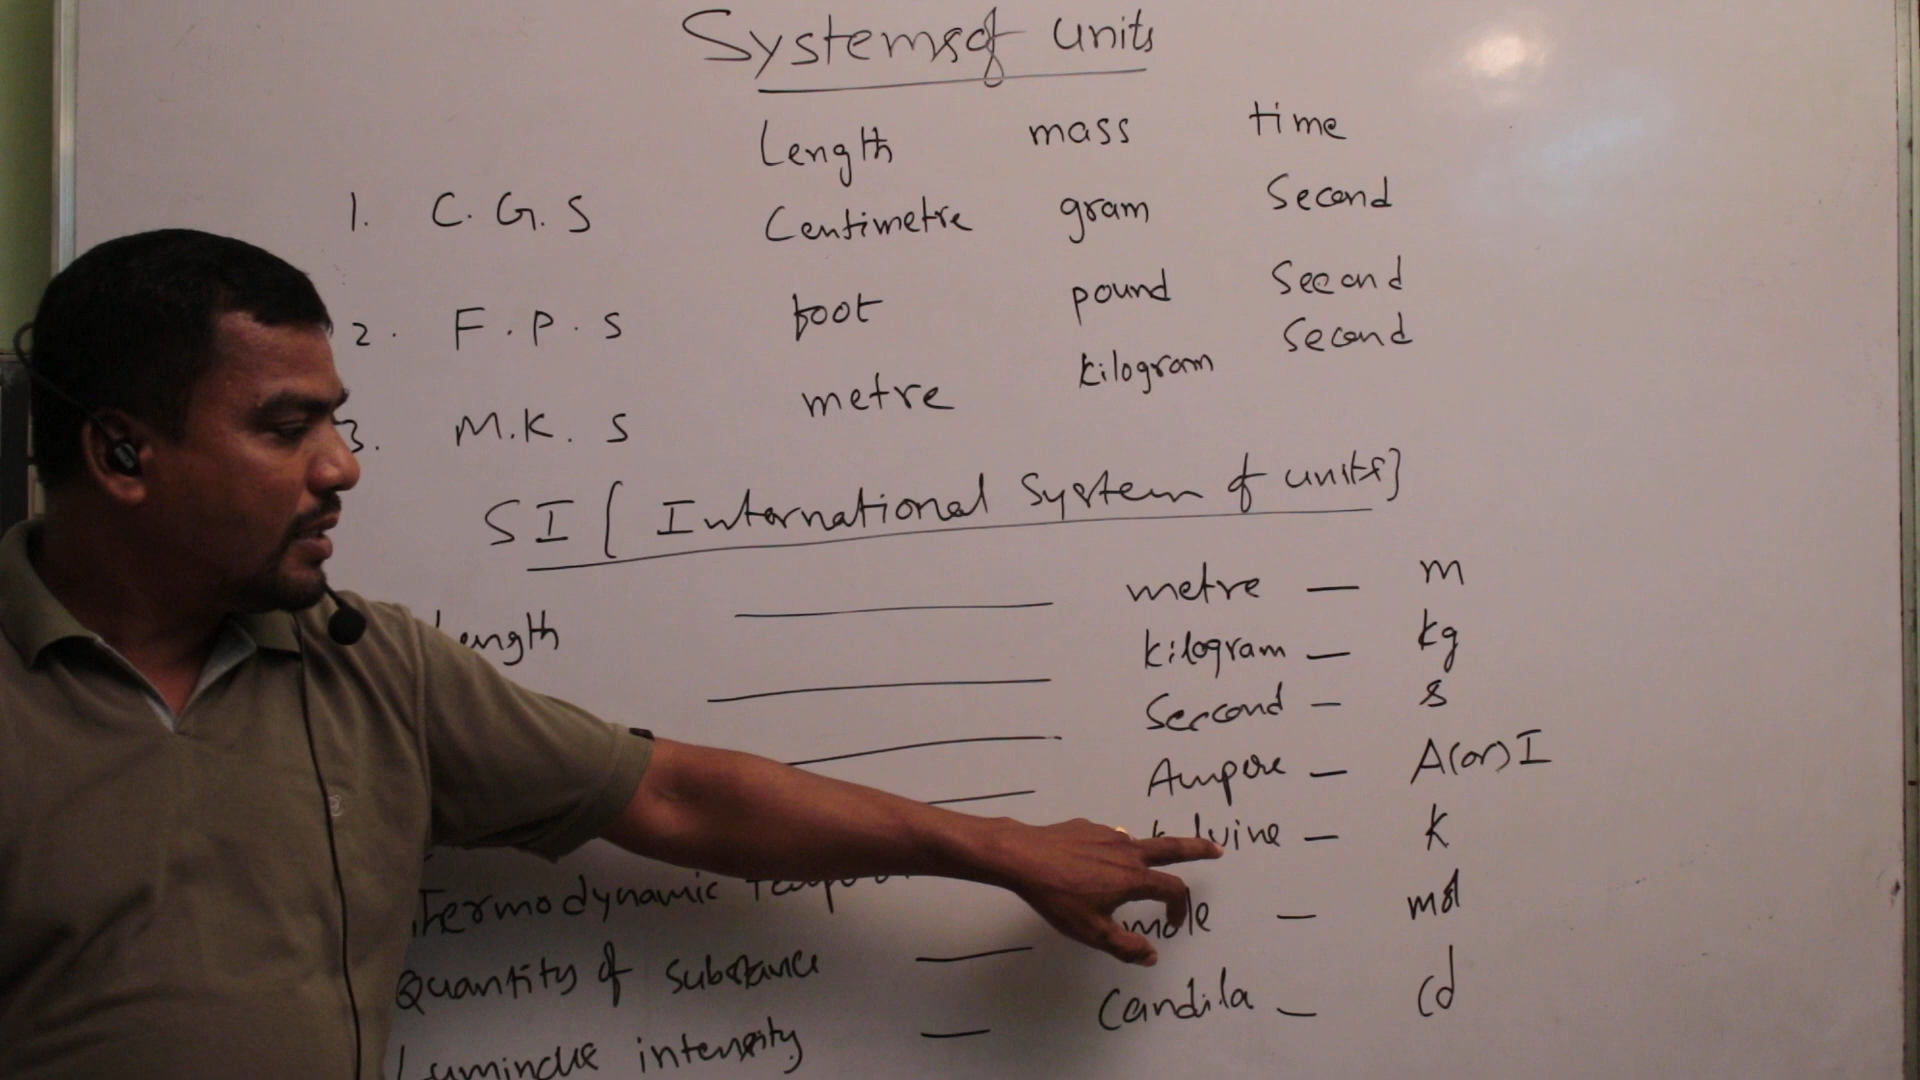 Systems of units
Length mass time
1. C. G. S Centimetre gram Second
2. F. P. S foot pound Second
3. M. K. S metre kilogram Second
SI [International System of units]
Length metre — m
kilogram — kg
Second — s
Ampere — A(or) I
— K
Thermodynamic
mole — mol
Quantity of substance
Candila — cd
intensity